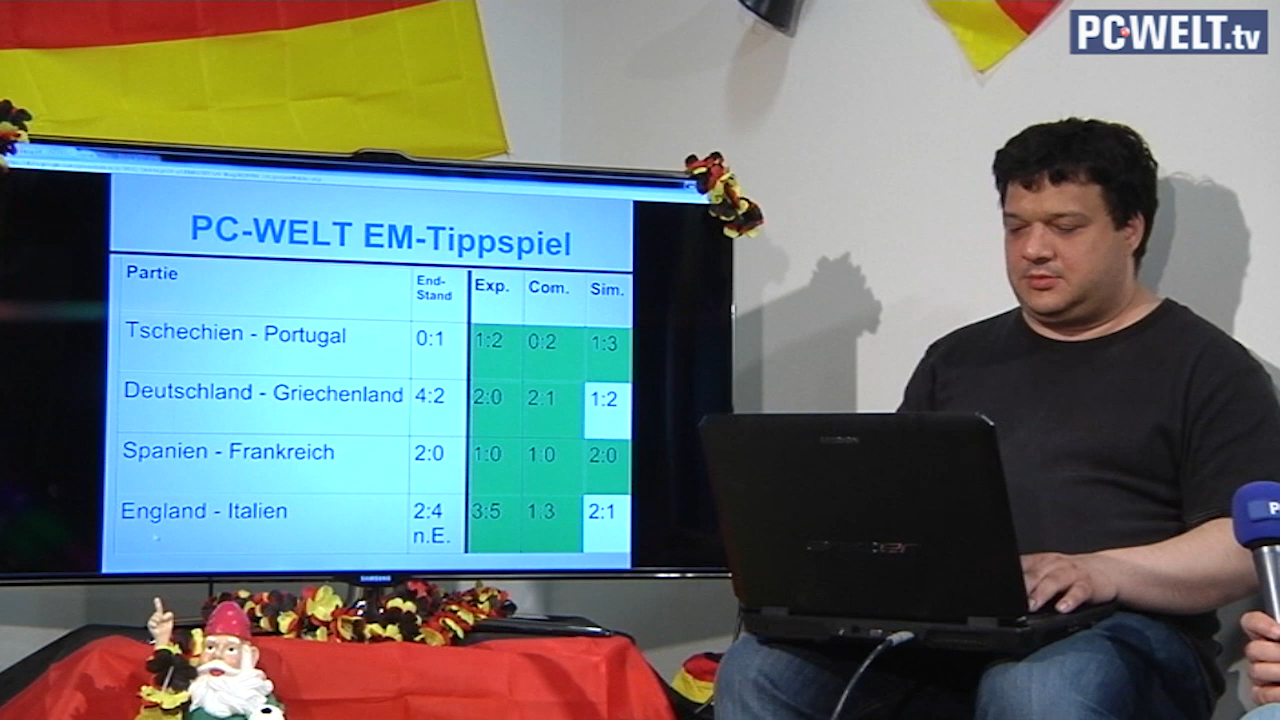 PC-WELT.tv
PC-WELT EM-Tippspiel
Partie End-Stand Exp. Com. Sim.
Tschechien - Portugal 0:1 1:2 0:2 1:3
Deutschland - Griechenland 4:2 2:0 2:1 1:2
Spanien - Frankreich 2:0 1:0 1:0 2:0
England - Italien 2:4 n.E. 3:5 1:3 2:1
SAMSUNG
P